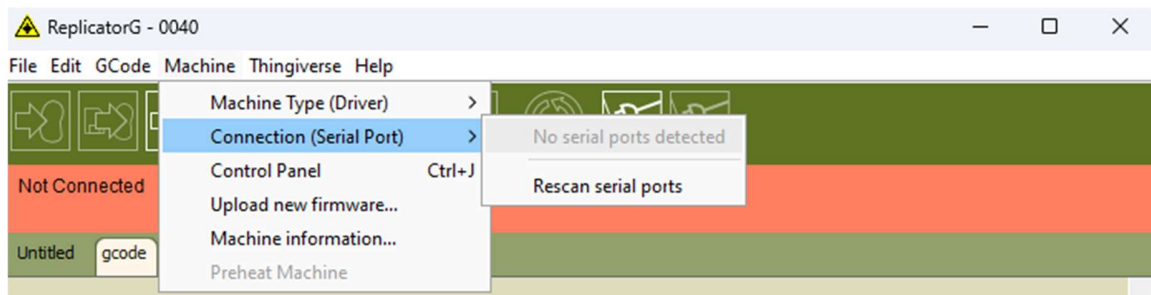 ReplicatorG - 0040
File Edit GCode Machine Thingiverse Help
Machine Type (Driver)
Connection (Serial Port)
No serial ports detected
Control Panel Ctrl+J
Rescan serial ports
Not Connected
Upload new firmware...
Machine information...
Untitled gcode
Preheat Machine